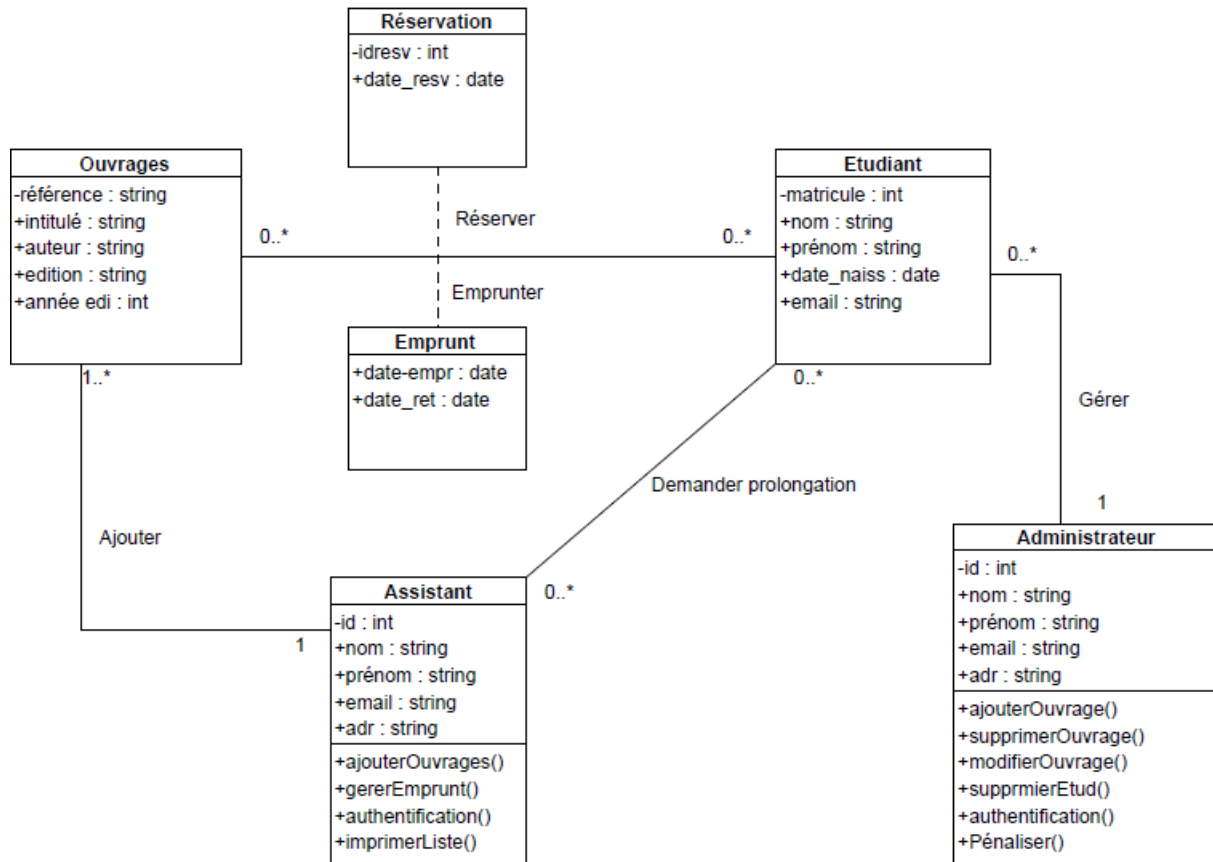 Réservation
-idresv : int
+date_resv : date
Ouvrages
-référence : string
+intitulé : string
+auteur : string
+edition : string
+année edi : int
Etudiant
-matricule : int
+nom : string
+prénom : string
+date_naiss : date
+email : string
Réserver
0..*
0..*
0..*
Emprunter
Emprunt
+date-empr : date
+date_ret : date
1..*
0..*
Gérer
Demander prolongation
Ajouter
1
Administrateur
-id : int
+nom : string
+prénom : string
+email : string
+adr : string
+ajouterOuvrage()
+supprimerOuvrage()
+modifierOuvrage()
+supprmierEtud()
+authentification()
+Pénaliser()
0..*
1
Assistant
-id : int
+nom : string
+prénom : string
+email : string
+adr : string
+ajouterOuvrages()
+gererEmprunt()
+authentification()
+imprimerListe()